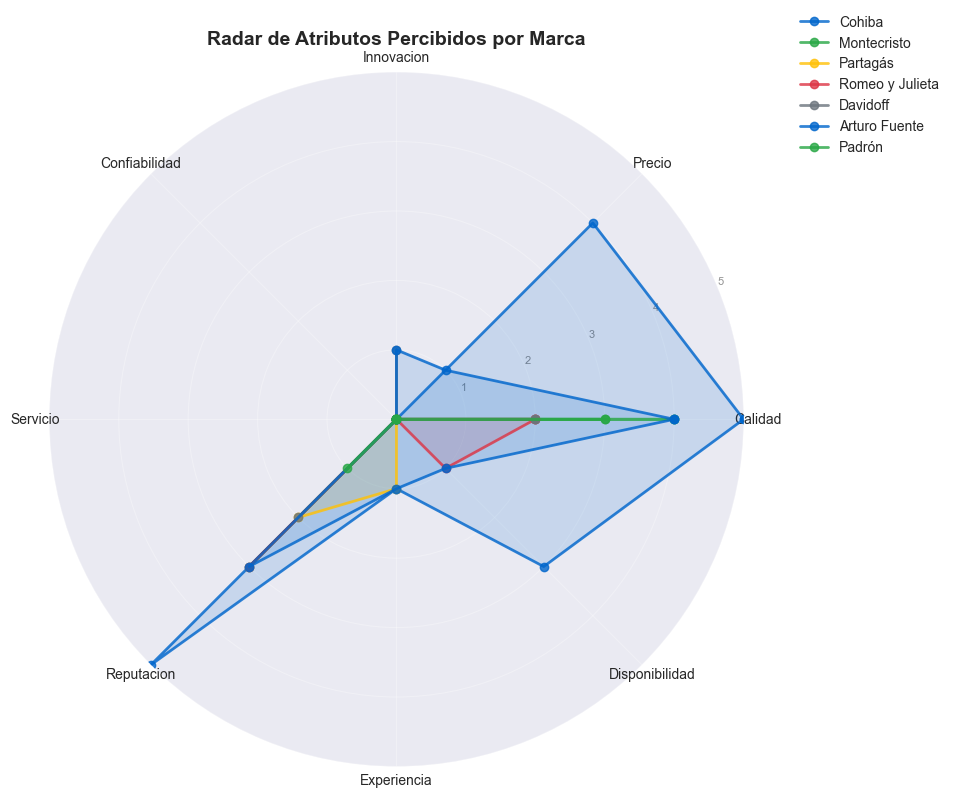 Radar de Atributos Percibidos por Marca
Cohiba
Montecristo
Partagás
Romeo y Julieta
Davidoff
Arturo Fuente
Padrón
Innovacion
Confiabilidad
Precio
5
4
3
2
1
Servicio
Calidad
Reputacion
Disponibilidad
Experiencia